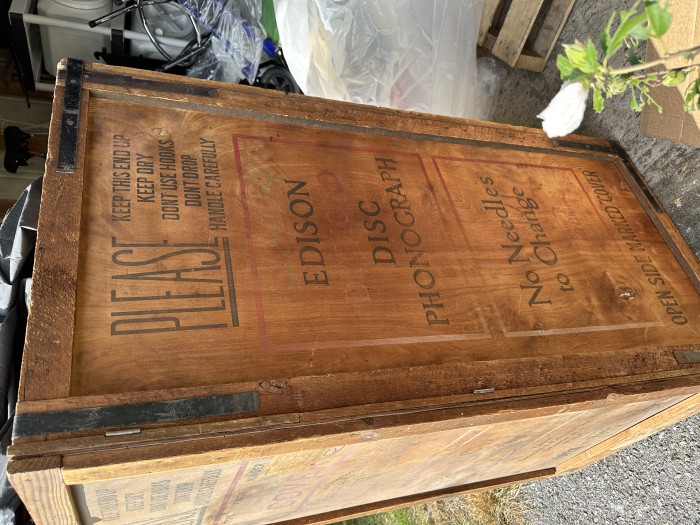 PLEASE
KEEP THIS END UP
KEEP DRY
DONT USE HOOKS
DONT DROP
HANDLE CAREFULLY
EDISON
DISC
PHONOGRAPH
No Needles
to Change
OPEN SIDE MARKED COVER